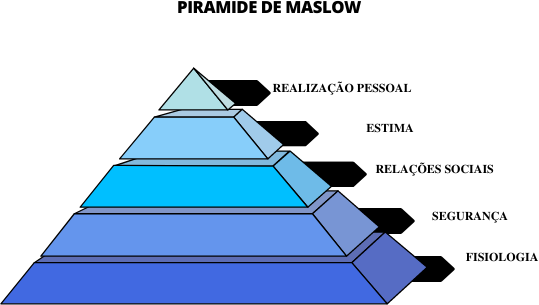 PIRAMIDE DE MASLOW
REALIZAÇÃO PESSOAL
ESTIMA
RELAÇÕES SOCIAIS
SEGURANÇA
FISIOLOGIA